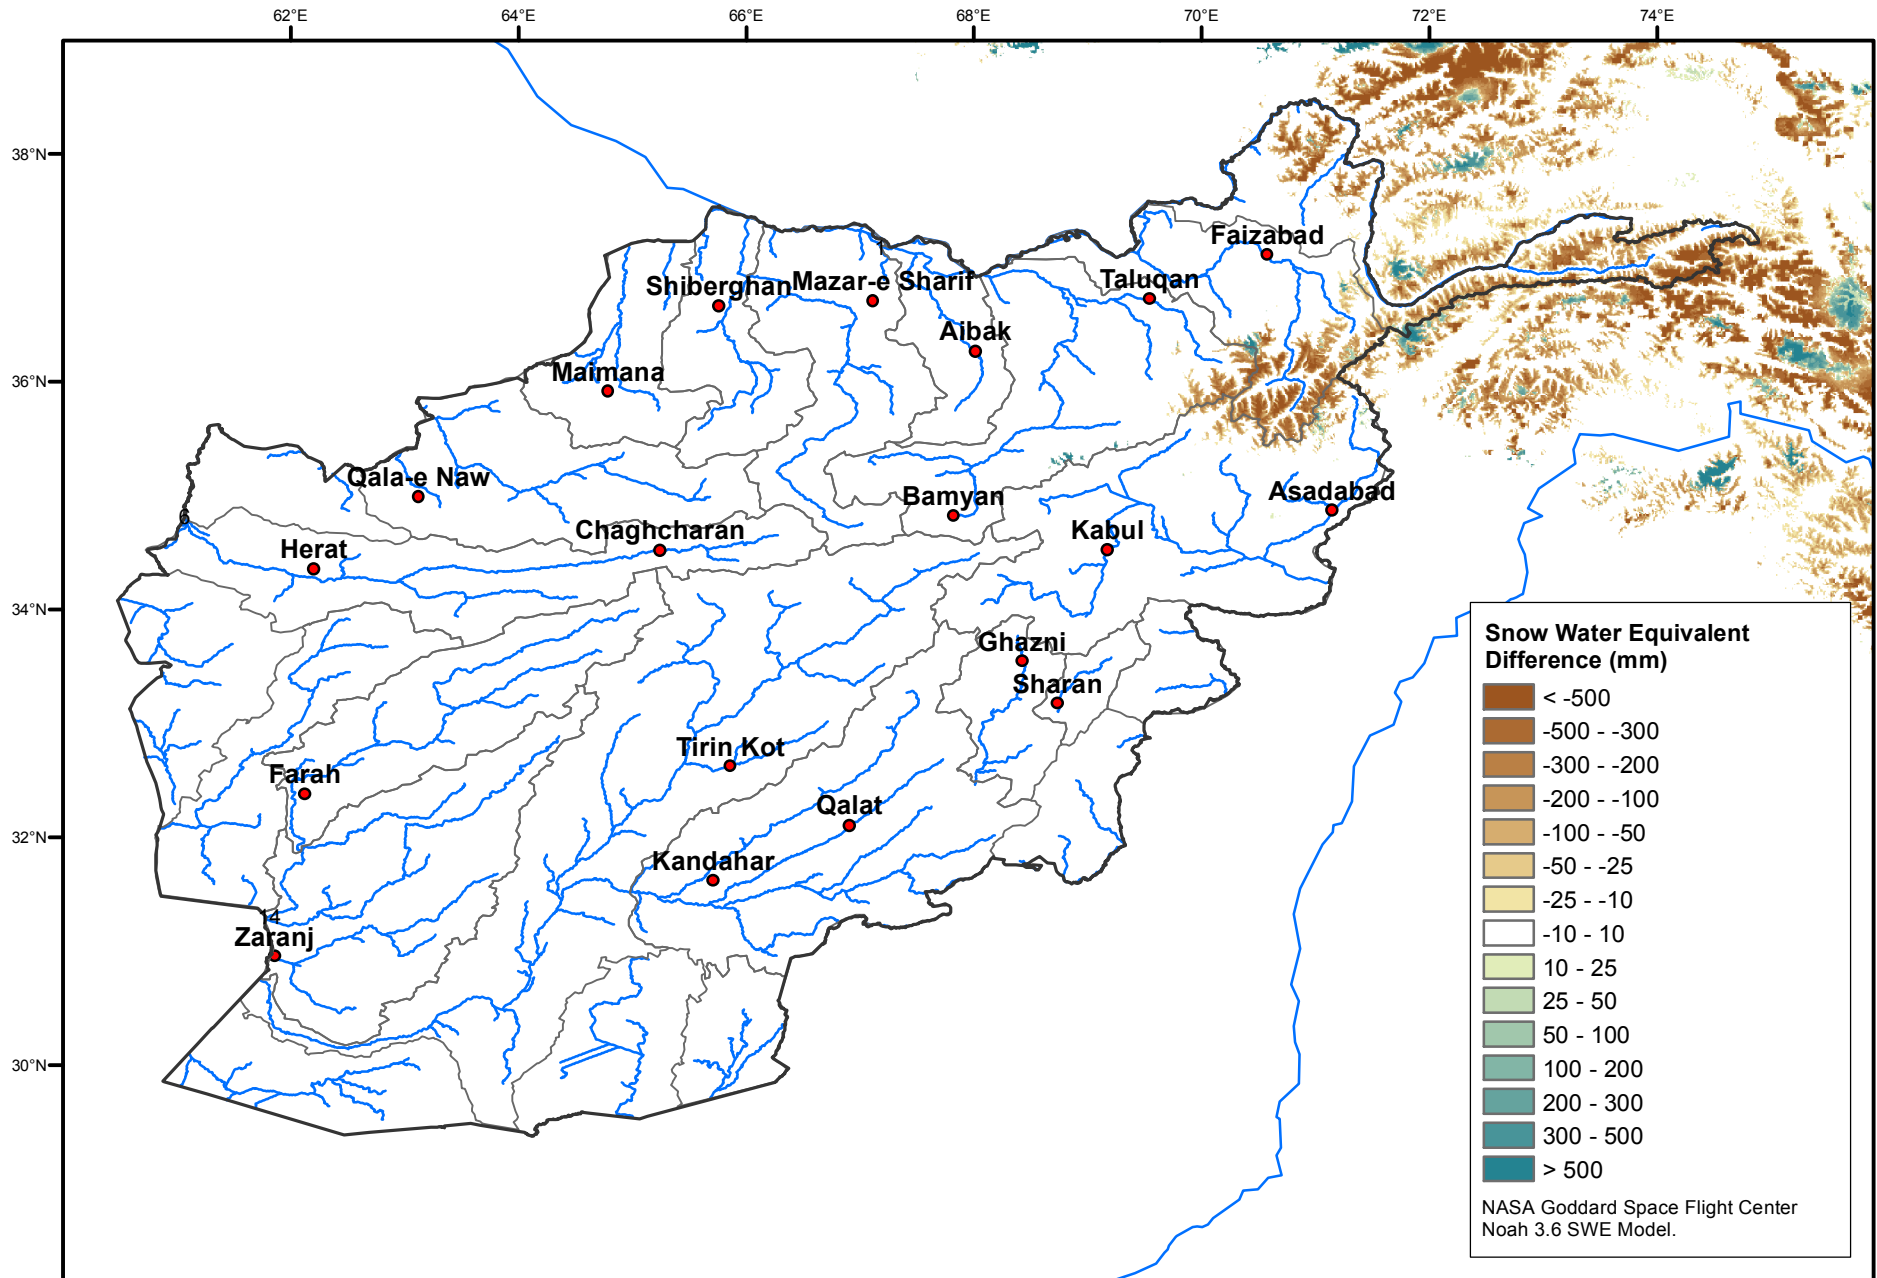 62°E
64°E
66°E
68°E
70°E
72°E
74°E
38°N
36°N
34°N
32°N
30°N
Faizabad
1
Shiberghan
Mazar-e Sharif
Taluqan
Aibak
Maimana
Qala-e Naw
Bamyan
Asadabad
6
Chaghcharan
Kabul
Herat
Ghazni
Sharan
Tirin Kot
Farah
Qalat
Kandahar
14
Zaranj
Snow Water Equivalent
Difference (mm)
< -500
-500 - -300
-300 - -200
-200 - -100
-100 - -50
-50 - -25
-25 - -10
-10 - 10
10 - 25
25 - 50
50 - 100
100 - 200
200 - 300
300 - 500
> 500
NASA Goddard Space Flight Center
Noah 3.6 SWE Model.